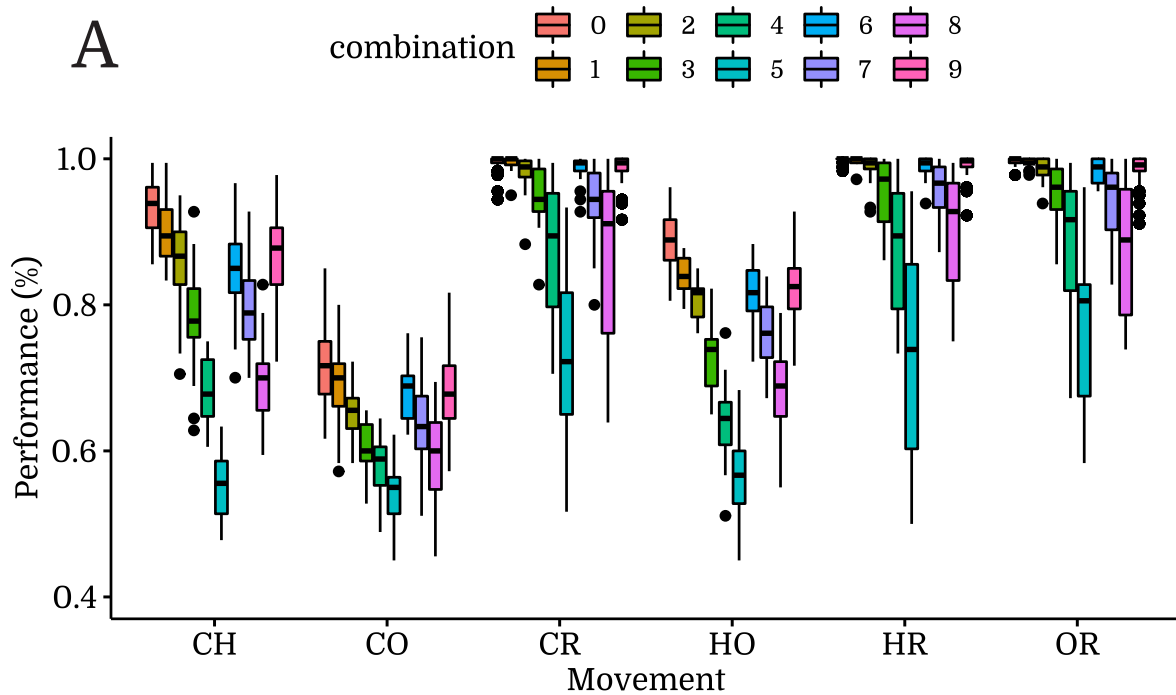 A
combination
0 2 4 6 8
1 3 5 7 9
Performance (%)
1.0
0.8
0.6
0.4
CH CO CR HO HR OR
Movement